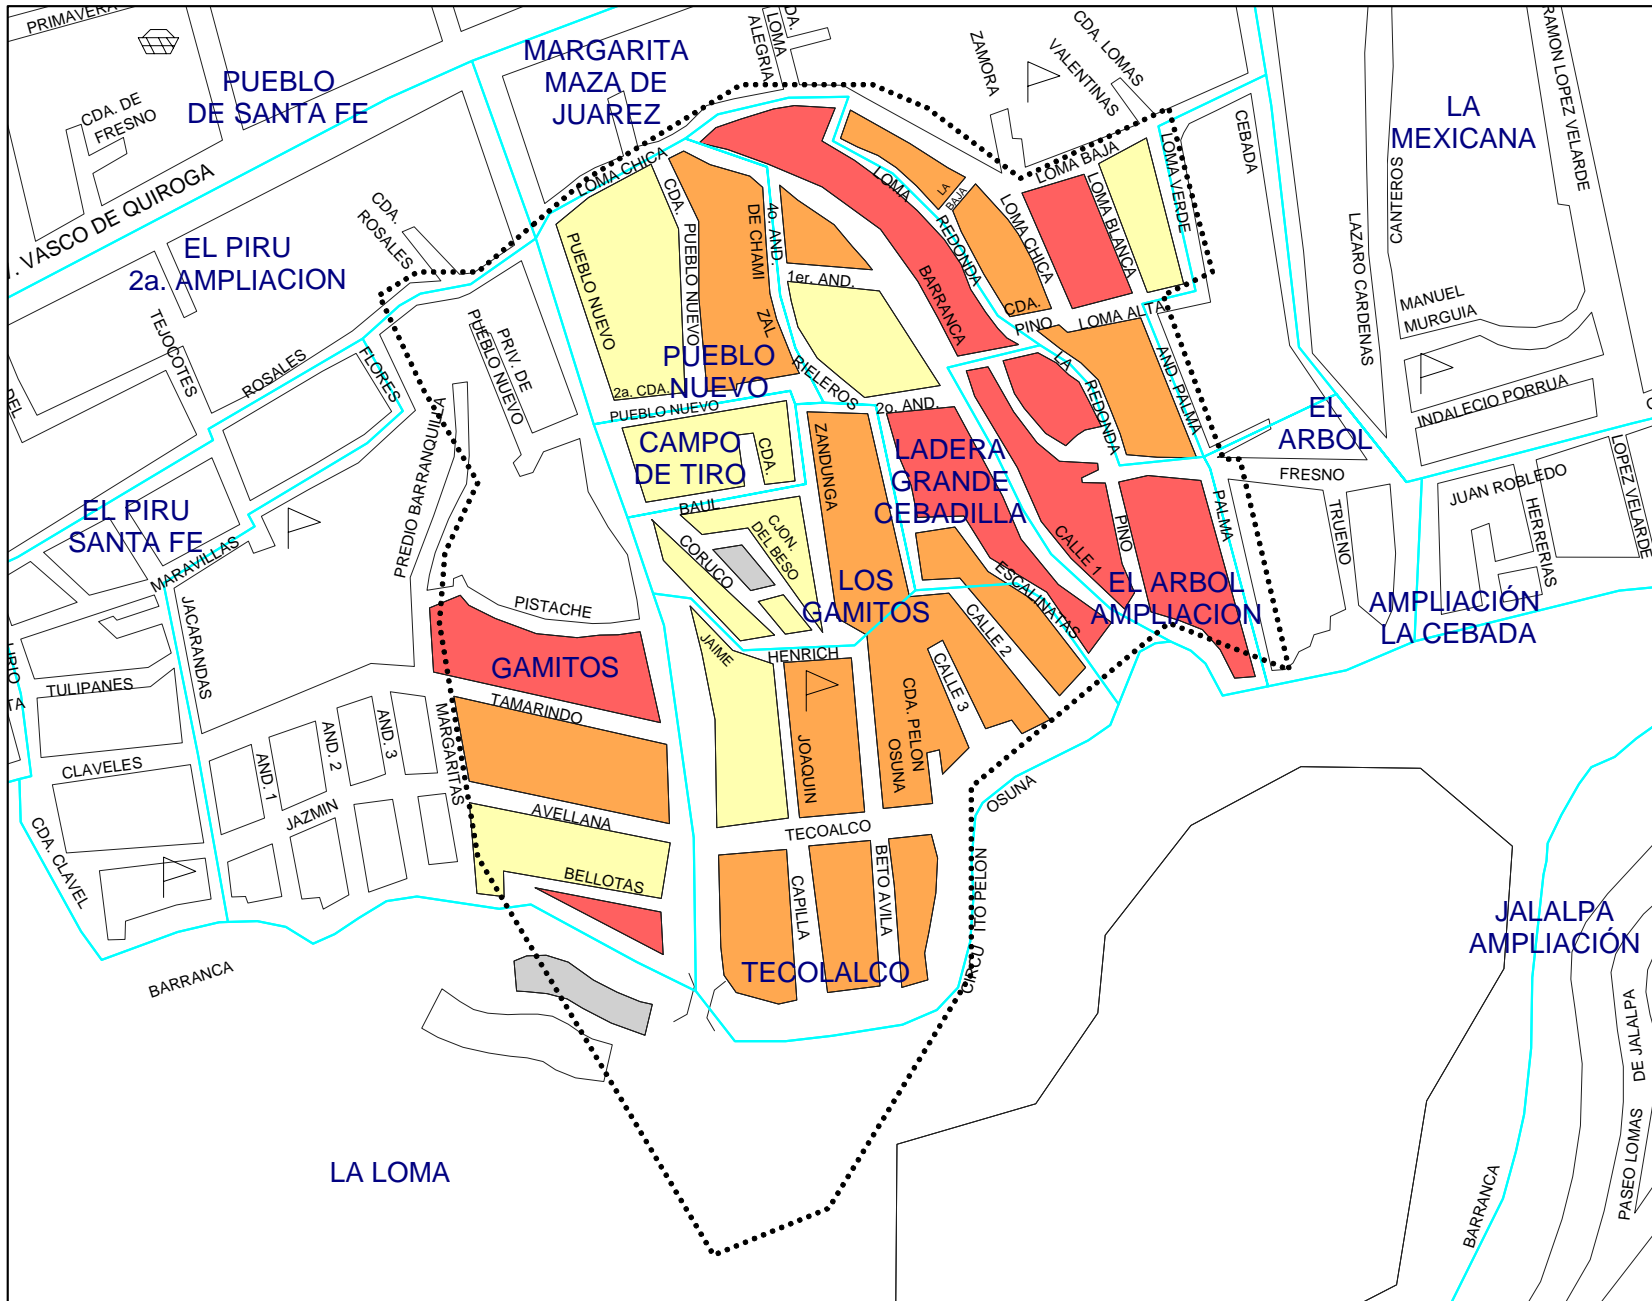 PRIMAVERA
CDA. DE
FRESNO
PUEBLO
DE SANTA FE
MARGARITA
MAZA DE
JUAREZ
CDA.
LOMA
ALEGRIA
ZAMORA
CDA. LOMAS
VALENTINAS
CEBADA
LA
MEXICANA
RAMON LOPEZ VELARDE
. VASCO DE QUIROGA
CDA.
ROSALES
EL PIRU
2a. AMPLIACION
TEJOCOTES
ROSALES
FLORES
DEL
LOMA CHICA
CDA.
PUEBLO NUEVO
PUEBLO NUEVO
DE CHAMI
ZAL
4o. AND.
1er. AND.
LOMA
REDONDA
LA
BAJA
BARRANCA
LOMA CHICA
LOMA BAJA
LOMA BLANCA
LOMA VERDE
CDA.
PINO
LOMA ALTA
LA
REDONDA
AND. PALMA
LAZARO CARDENAS
CANTEROS
MANUEL
MURGUIA
INDALECIO PORRUA
PRIV. DE
PUEBLO NUEVO
PUEBLO
NUEVO
2a. CDA.
PUEBLO NUEVO
RIELEROS
2o. AND.
PREDIO BARRANQUILLA
CAMPO
DE TIRO
CDA.
BAUL
ZANDUNGA
LADERA
GRANDE
CEBADILLA
EL
ARBOL
FRESNO
PALMA
PINO
TRUENO
JUAN ROBLEDO
HERRERIAS
LOPEZ VELARDE
EL PIRU
SANTA FE
MARAVILLAS
JACARANDAS
CORUCO
CJON.
DEL BESO
LOS
GAMITOS
CALLE 1
ESCALINATAS
EL ARBOL
AMPLIACION
AMPLIACIÓN
LA CEBADA
PISTACHE
GAMITOS
TAMARINDO
MARGARITAS
JAIME
HENRICH
CALLE 2
CALLE 3
CDA. PELON
OSUNA
JOAQUIN
LIRIO
TA
TULIPANES
CLAVELES
CDA. CLAVEL
AND. 1
AND. 2
AND. 3
JAZMIN
AVELLANA
BELLOTAS
TECOALCO
CAPILLA
BETO AVILA
OSUNA
CIRCU
ITO PELON
TECOLALCO
BARRANCA
JALALPA
AMPLIACIÓN
PASEO LOMAS
DE JALALPA
BARRANCA
LA LOMA